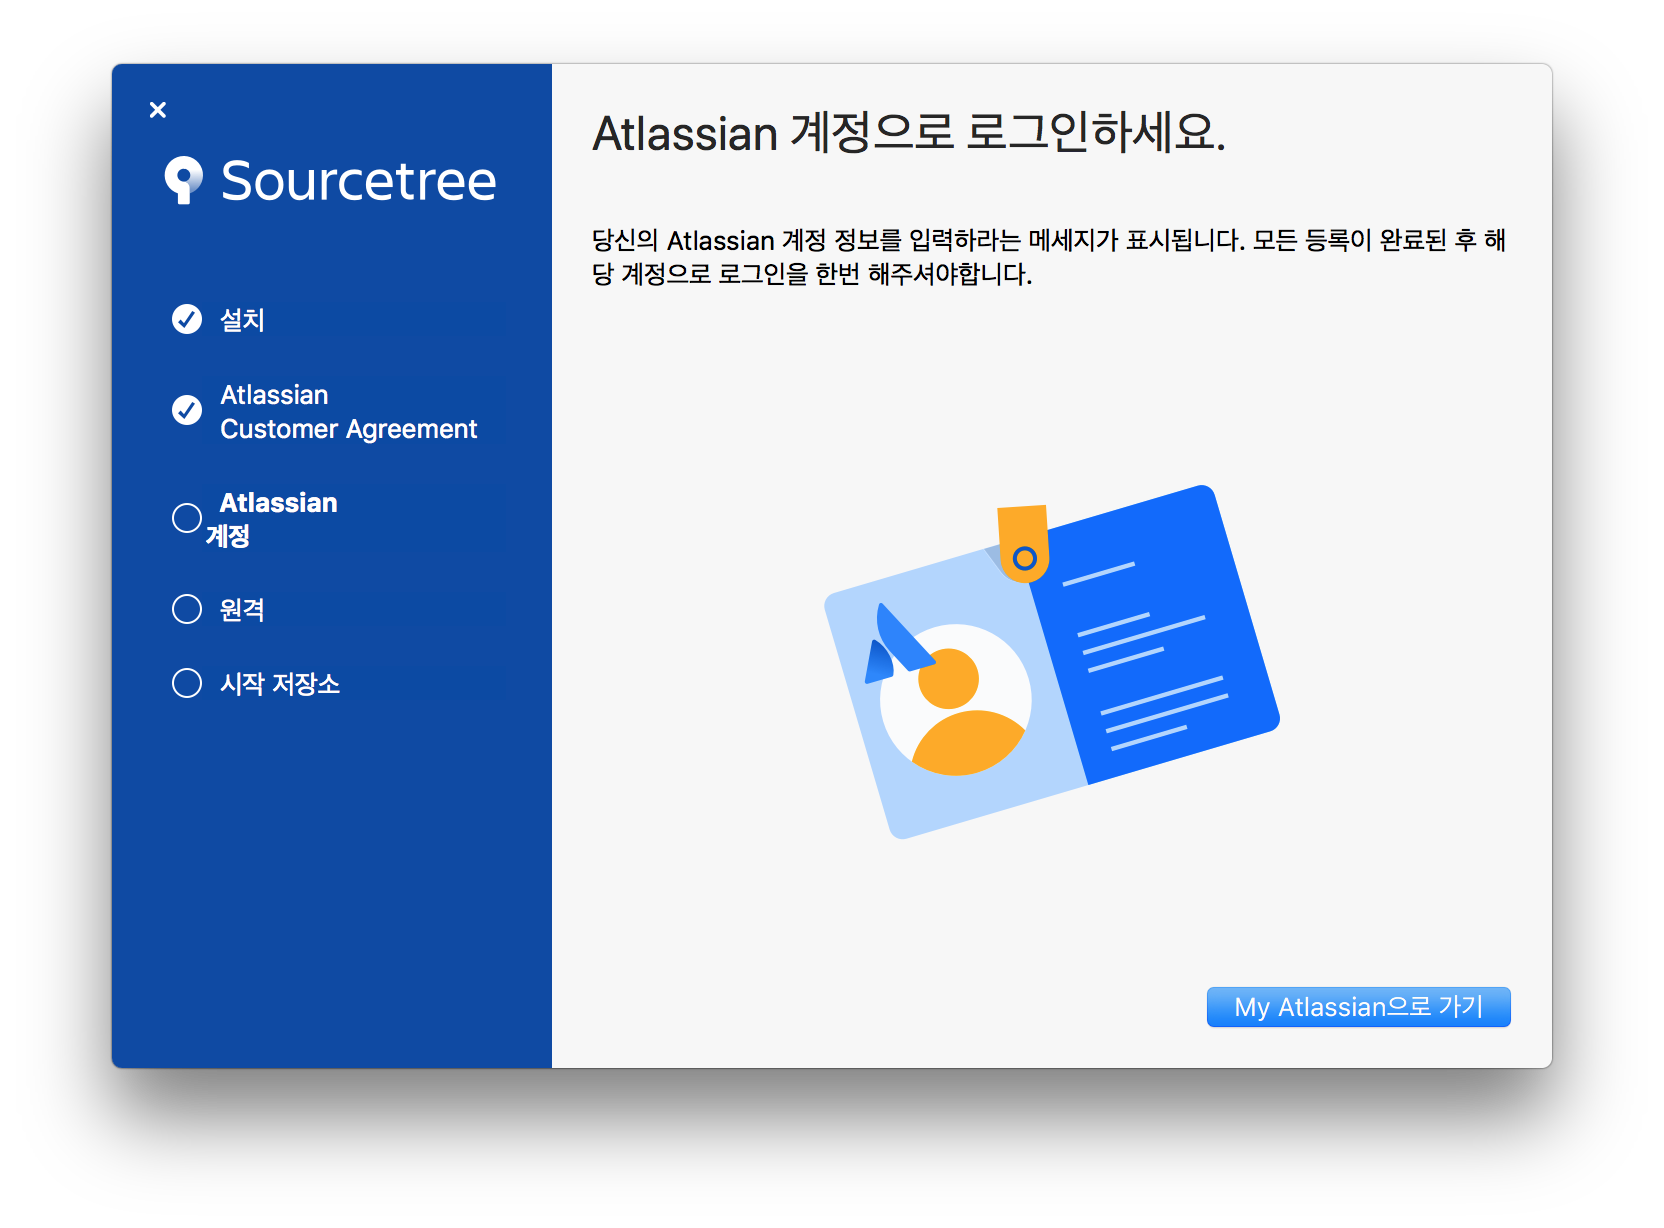 Sourcetree
설치
Atlassian
Customer Agreement
Atlassian
계정
원격
시작 저장소
Atlassian 계정으로 로그인하세요.
당신의 Atlassian 계정 정보를 입력하라는 메세지가 표시됩니다. 모든 등록이 완료된 후 해
당 계정으로 로그인을 한번 해주셔야합니다.
My Atlassian으로 가기